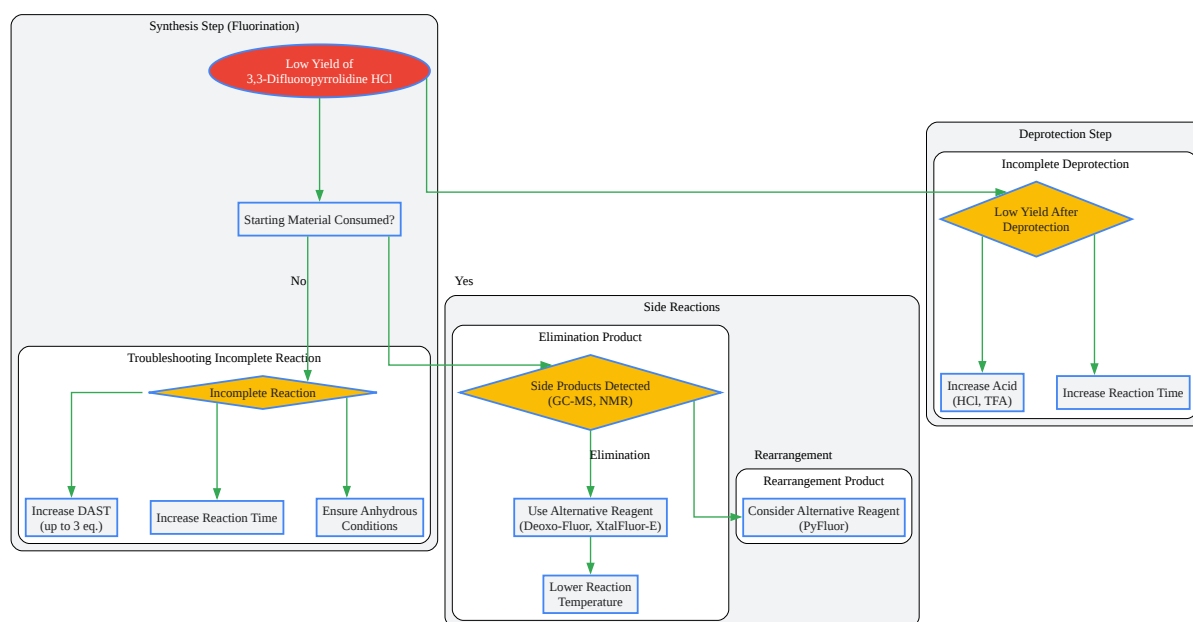 Synthesis Step (Fluorination)
Low Yield of
3,3-Difluoropyrrolidine HCl
Starting Material Consumed?
No
Yes
Troubleshooting Incomplete Reaction
Incomplete Reaction
Increase DAST
(up to 3 eq.)
Increase Reaction Time
Ensure Anhydrous
Conditions
Side Reactions
Elimination Product
Side Products Detected
(GC-MS, NMR)
Elimination
Rearrangement
Use Alternative Reagent
(Deoxo-Fluor, XtalFluor-E)
Lower Reaction
Temperature
Rearrangement Product
Consider Alternative Reagent
(PyFluor)
Deprotection Step
Incomplete Deprotection
Low Yield After
Deprotection
Increase Acid
(HCl, TFA)
Increase Reaction Time